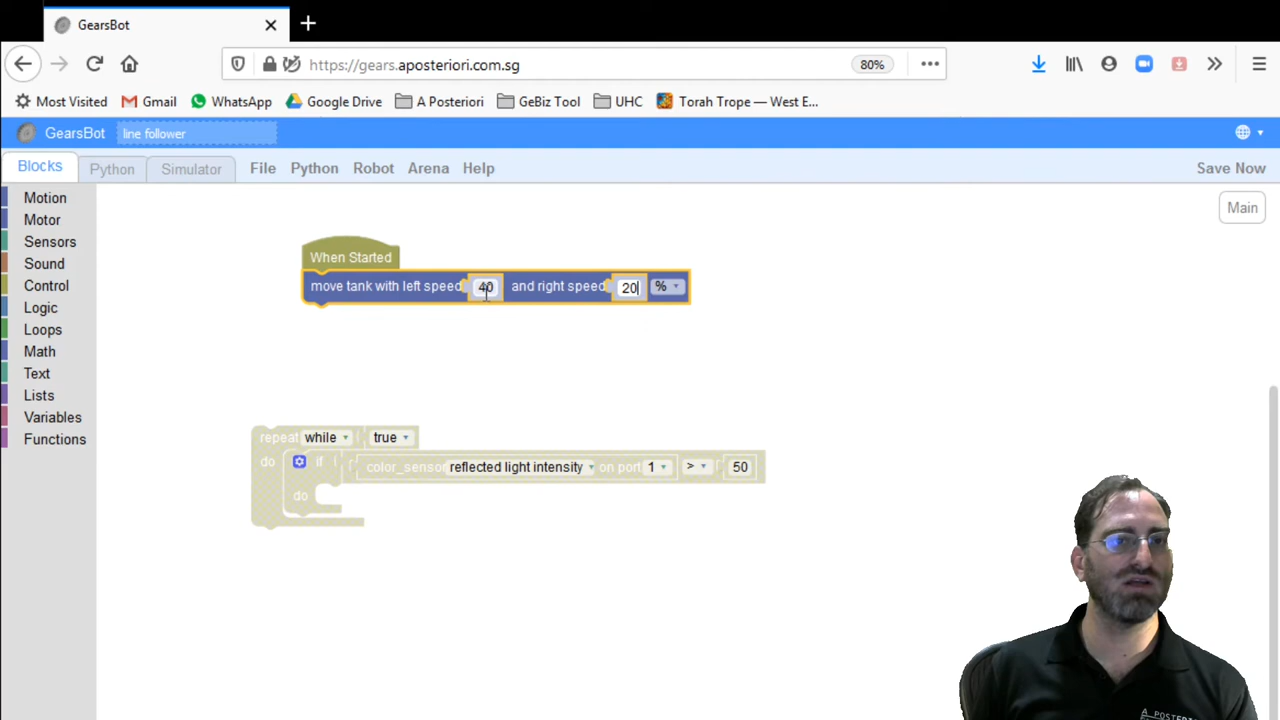 GearsBot
https://gears.aposteriori.com.sg
80%
Most Visited
Gmail
WhatsApp
Google Drive
A Posteriori
GeBiz Tool
UHC
Torah Trope — West E...
GearsBot
line follower
Blocks
Python
Simulator
File
Python
Robot
Arena
Help
Save Now
Motion
Motor
Sensors
Sound
Control
Logic
Loops
Math
Text
Lists
Variables
Functions
Main
When Started
move tank with left speed 40 and right speed 20 %
repeat while true
do if color_sensor reflected light intensity on port 1 > 50
do
A POSTERI